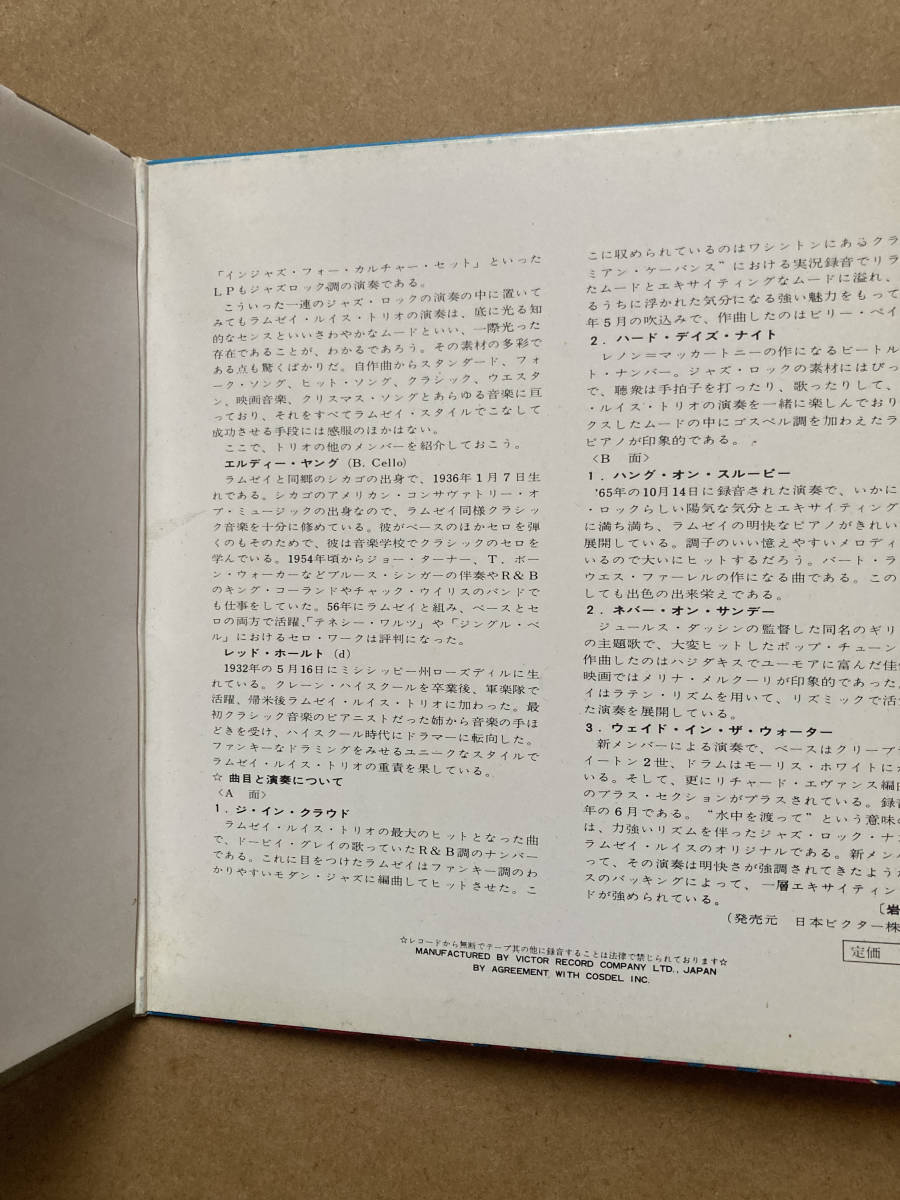 「インジャズ・フォー・カルチャー・セット」といった
LPもジャズロック調の演奏である。
こういった一連のジャズ・ロックの演奏の中に置いて
みてもラムゼイ・ルイス・トリオの演奏は、底に光る知
的なセンスといいさわやかなムードといい、一際光った
存在であることが、わかるであろう。その素材の多彩で
ある点も驚くばかりだ。自作曲からスタンダード、フォ
ーク・ソング、ヒット・ソング、クラシック、ウエスタ
ン、映画音楽、クリスマス・ソングとあらゆる音楽に亘
っており、それをすべてラムゼイ・スタイルでこなして
成功させる手段には感服のほかはない。
ここで、トリオの他のメンバーを紹介しておこう。
エルディー・ヤング (B. Cello)
ラムゼイと同郷のシカゴの出身で、1936年1月7日生
れである。シカゴのアメリカン・コンサヴァトリー・オ
ブ・ミュージックの出身なので、ラムゼイ同様クラシッ
ク音楽を十分に修めている。彼がベースのほかセロを弾
くのもそのためで、彼は音楽学校でクラシックのセロを
学んでいる。1954年頃からジョー・ターナー、T.ボー
ン・ウォーカーなどブルース・シンガーの伴奏やR&B
のキング・コーランドやチャック・ウイリスのバンドで
も仕事をしていた。56年にラムゼイと組み、ベースとセ
ロの両方で活躍、「テネシー・ワルツ」や「ジングル・ベ
ル」におけるセロ・ワークは評判になった。
レッド・ホールト (d)
1932年の5月16日にミシシッピー州ローズディルに生
れている。クレーン・ハイスクールを卒業後、軍楽隊で
活躍、帰米後ラムゼイ・ルイス・トリオに加わった。最
初クラシック音楽のピアニストだった姉から音楽の手ほ
どきを受け、ハイスクール時代にドラマーに転向した。
ファンキーなドラミングをみせるユニークなスタイルで
ラムゼイ・ルイス・トリオの重責を果している。
☆ 曲目と演奏について
〈A 面〉
1.ジ・イン・クラウド
ラムゼイ・ルイス・トリオの最大のヒットとなった曲
で、ドービイ・グレイの歌っていたR&B調のナンバー
である。これに目をつけたラムゼイはファンキー調のわ
かりやすいモダン・ジャズに編曲してヒットさせた。こ
こに収められているのはワシントンにあるクラ
ミアン・ケーバンス"における実況録音でリラ
たムードとエキサイティングなムードに溢れ、
るうちに浮かれた気分になる強い魅力をもって
年5月の吹込みで、作曲したのはビリー・ペイ
2.ハード・デイズ・ナイト
レノン=マッカートニーの作になるビートル
ト・ナンバー。ジャズ・ロックの素材にはぴっ
で、聴衆は手拍子を打ったり、歌ったりして、
・ルイス・トリオの演奏を一緒に楽しんでおり
クスしたムードの中にゴスペル調を加えたラ
ピアノが印象的である。
〈B 面〉
1.ハング・オン・スルーピー
'65年の10月14日に録音された演奏で、いかに
・ロックらしい陽気な気分とエキサイティング
に満ち満ち、ラムゼイの明快なピアノがきれい
展開している。調子のいい憶えやすいメロディ
いるので大いにヒットするだろう。バート・ラ
ウエス・ファーレルの作になる曲である。この
しても出色の出来栄えである。
2.ネバー・オン・サンデー
ジュールス・ダッシンの監督した同名のギリ
の主題歌で、大変ヒットしたポップ・チューン
作曲したのはハジダキスでユーモアに富んだ佳
映画ではメリナ・メルクーリが印象的であった。
イはラテン・リズムを用いて、リズミックで活
た演奏を展開している。
3.ウェイド・イン・ザ・ウォーター
新メンバーによる演奏で、ベースはクリーブ
イートン2世、ドラムはモーリス・ホワイトに
いる。そして、更にリチャード・エヴァンス編
のブラス・セクションがプラスされている。録
年の6月である。"水中を渡って"という意味の
は、力強いリズムを伴ったジャズ・ロック・ナ
ラムゼイ・ルイスのオリジナルである。新メン
って、その演奏は明快さが強調されてきたよう
スのバッキングによって、一層エキサイティン
ドが強められている。
〔岩
(発売元 日本ビクター株
☆レコードから無断でテープ其の他に録音することは法律で禁じられております☆
MANUFACTURED BY VICTOR RECORD COMPANY LTD., JAPAN
BY AGREEMENT WITH COSDEL INC.
定価